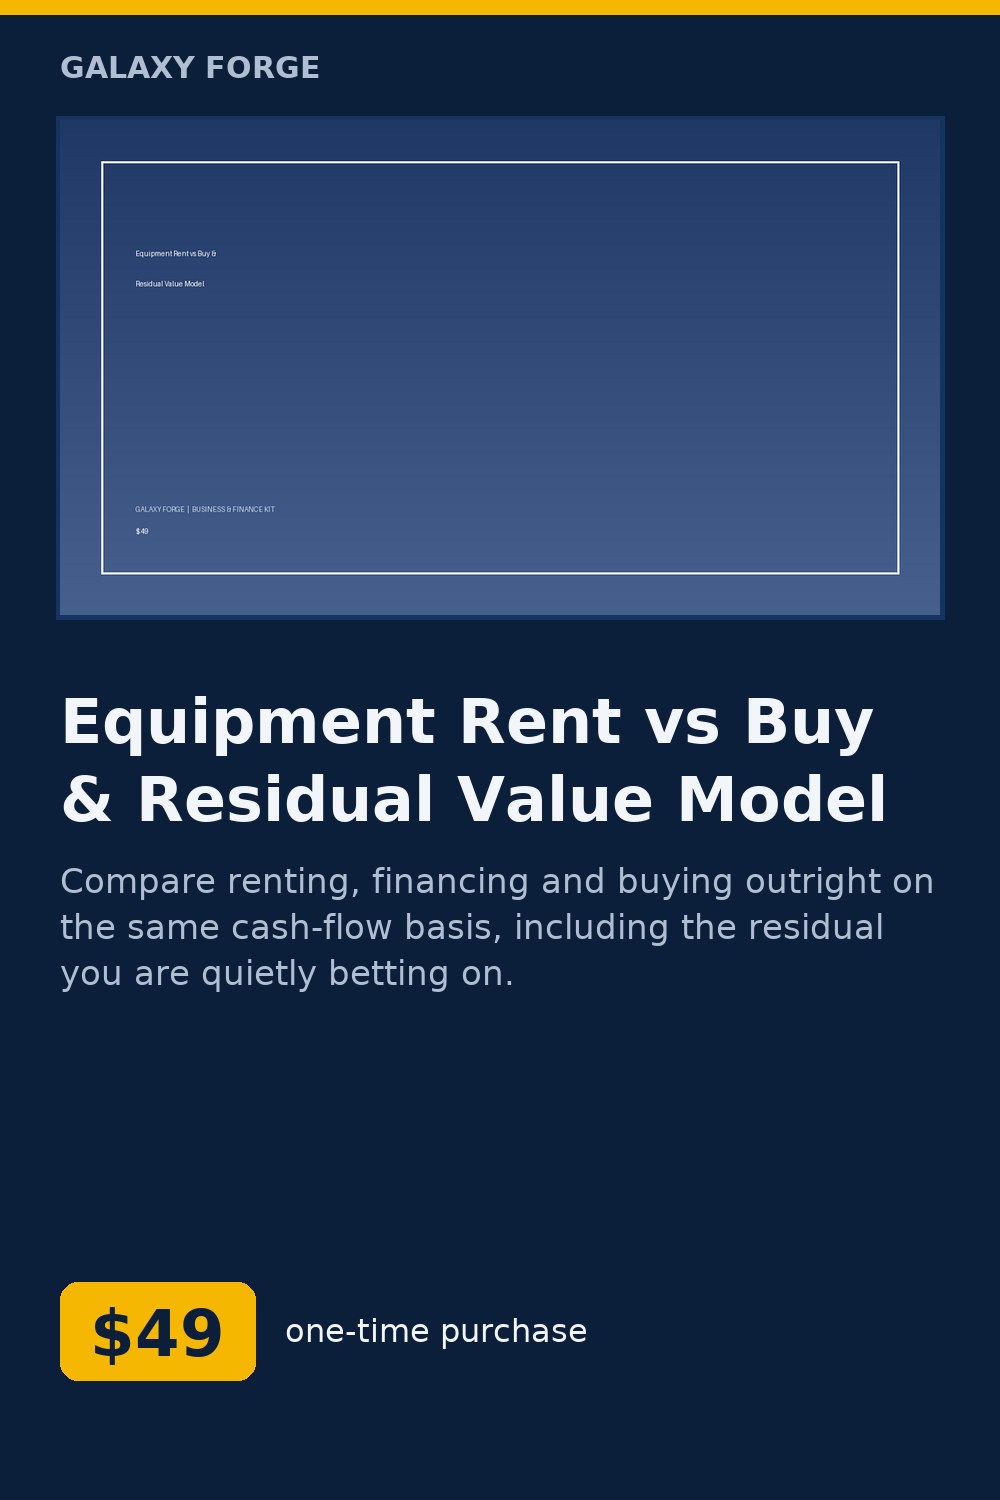 GALAXY FORGE
Equipment Rent vs Buy &
Residual Value Model
GALAXY FORGE | BUSINESS & FINANCE KIT
$49
Equipment Rent vs Buy
& Residual Value Model
Compare renting, financing and buying outright on
the same cash-flow basis, including the residual
you are quietly betting on.
$49 one-time purchase